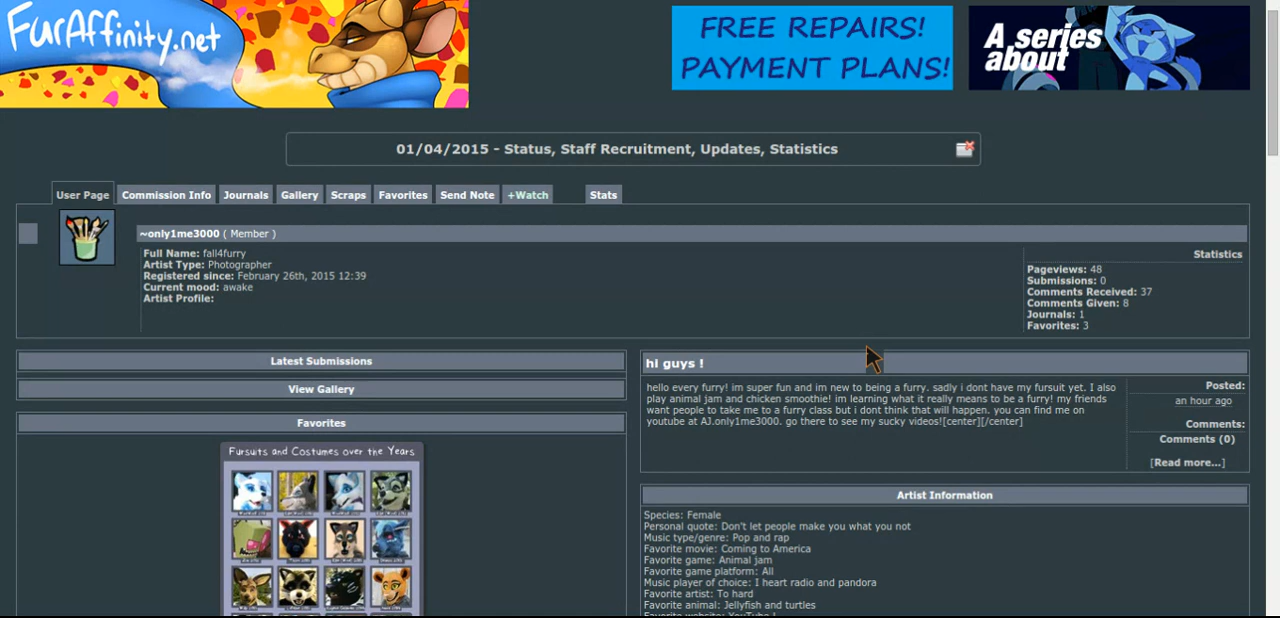 FurAffinity.net
FREE REPAIRS!
PAYMENT PLANS!
A series
about
01/04/2015 - Status, Staff Recruitment, Updates, Statistics
User Page Commission Info Journals Gallery Scraps Favorites Send Note +Watch Stats
~only1me3000 ( Member )
Full Name: fall4furry
Artist Type: Photographer
Registered since: February 26th, 2015 12:39
Current mood: awake
Artist Profile:
Statistics
Pageviews: 48
Submissions: 0
Comments Received: 37
Comments Given: 8
Journals: 1
Favorites: 3
Latest Submissions
View Gallery
Favorites
Fursuits and Costumes over the Years
hi guys !
hello every furry! im super fun and im new to being a furry. sadly i dont have my fursuit yet. I also
play animal jam and chicken smoothie! im learning what it really means to be a furry! my friends
want people to take me to a furry class but i dont think that will happen. you can find me on
youtube at AJ.only1me3000. go there to see my sucky videos![center][/center]
Posted:
an hour ago
Comments:
Comments (0)
[Read more...]
Artist Information
Species: Female
Personal quote: Don't let people make you what you not
Music type/genre: Pop and rap
Favorite movie: Coming to America
Favorite game: Animal jam
Favorite game platform: All
Music player of choice: I heart radio and pandora
Favorite artist: To hard
Favorite animal: Jellyfish and turtles
Favorite website: YouTube !